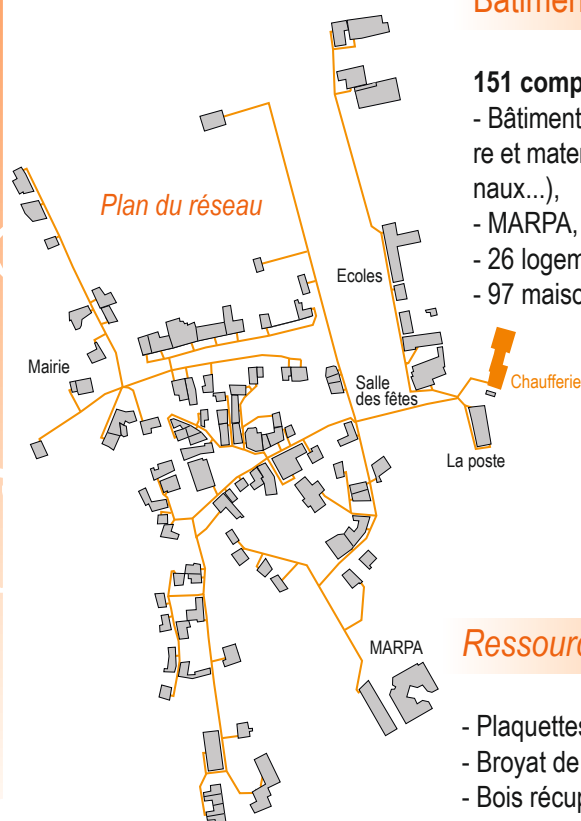 Bâtiment
151 comp
- Bâtiment
re et mater
naux...),
- MARPA,
- 26 logem
- 97 maiso
Plan du réseau
Ecoles
Mairie
Salle
des fêtes
Chaufferie
La poste
MARPA
Ressourc
- Plaquettes
- Broyat de
- Bois récup